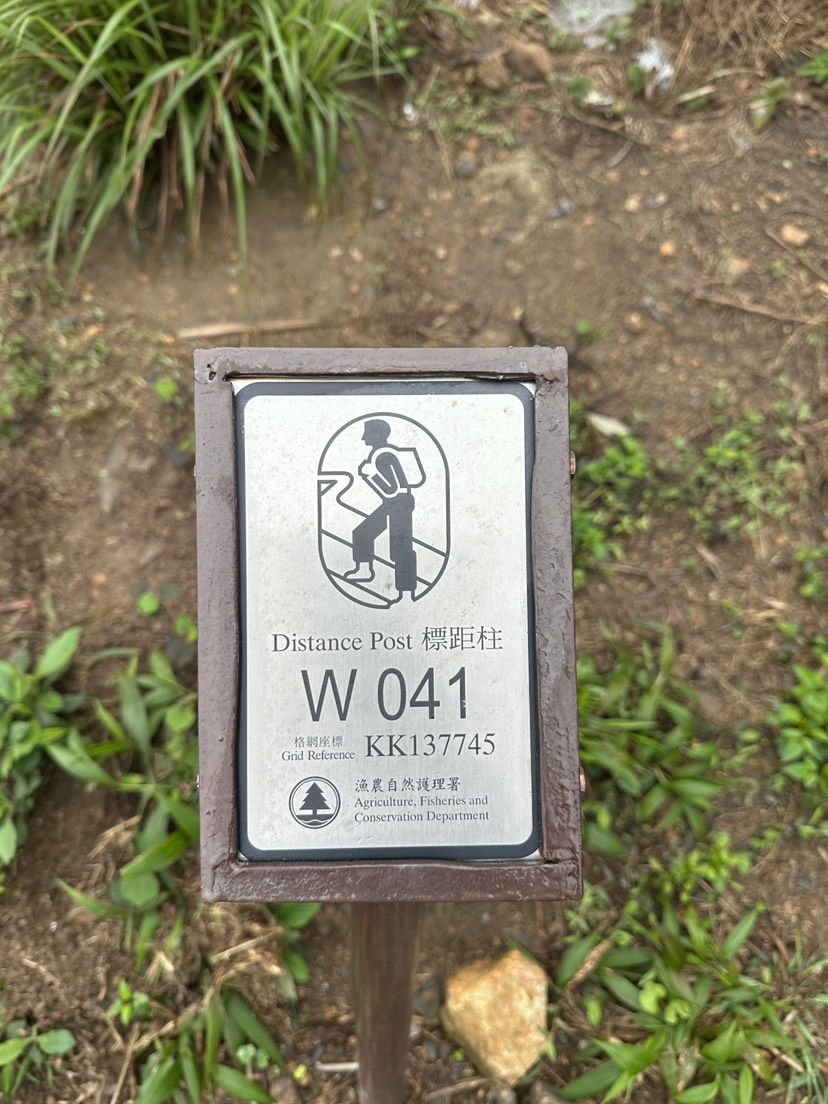 Distance Post 標距柱
W 041
格網座標
Grid Reference KK137745
漁農自然護理署
Agriculture, Fisheries and
Conservation Department